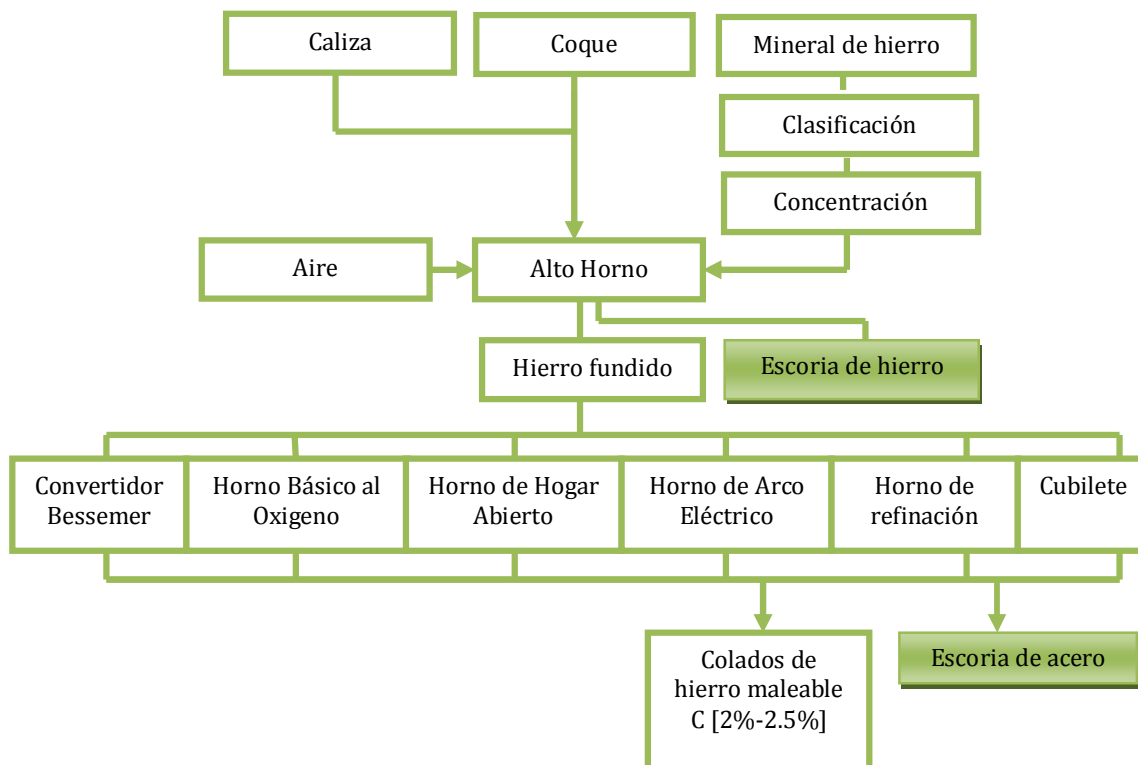 Caliza
Coque
Mineral de hierro
Clasificación
Concentración
Aire
Alto Horno
Hierro fundido
Escoria de hierro
Convertidor
Bessemer
Horno Básico al
Oxigeno
Horno de Hogar
Abierto
Horno de Arco
Eléctrico
Horno de
refinación
Cubilete
Colados de
hierro maleable
C [2%-2.5%]
Escoria de acero